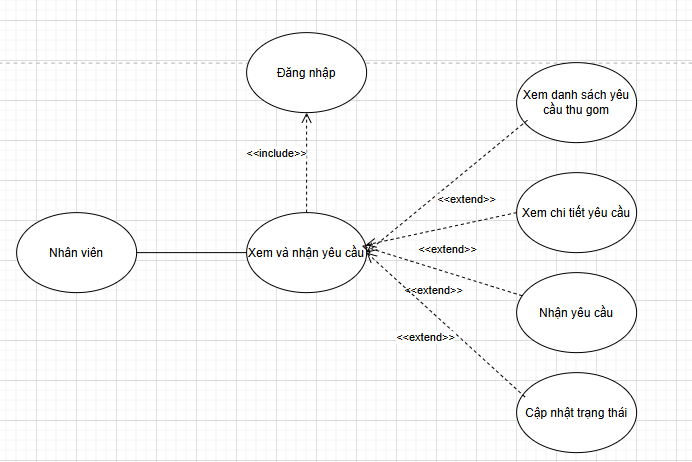 Đăng nhập
Xem danh sách yêu
cầu thu gom
<<include>>
<<extend>>
Xem chi tiết yêu cầu
Nhân viên
Xem và nhận yêu cầu
<<extend>>
<<extend>>
Nhận yêu cầu
<<extend>>
Cập nhật trạng thái